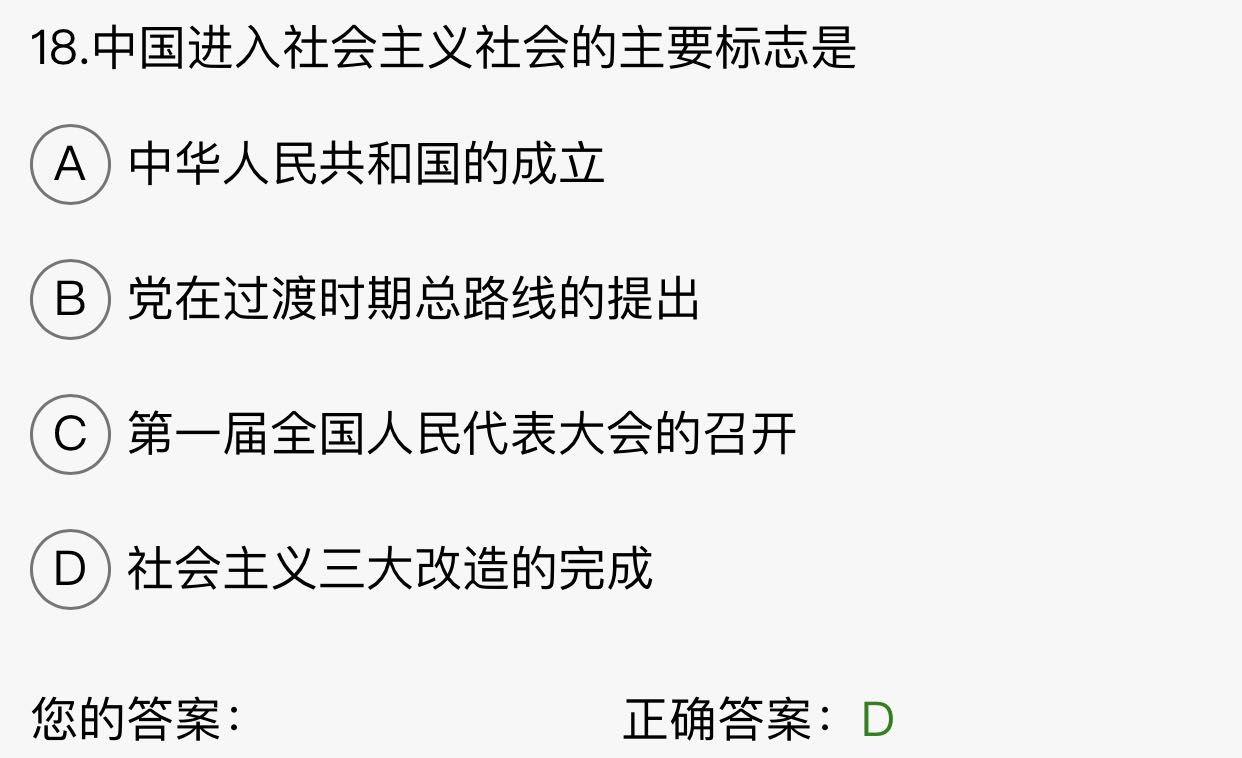 18.中国进入社会主义社会的主要标志是
A 中华人民共和国的成立
B 党在过渡时期总路线的提出
C 第一届全国人民代表大会的召开
D 社会主义三大改造的完成
您的答案： 正确答案：D